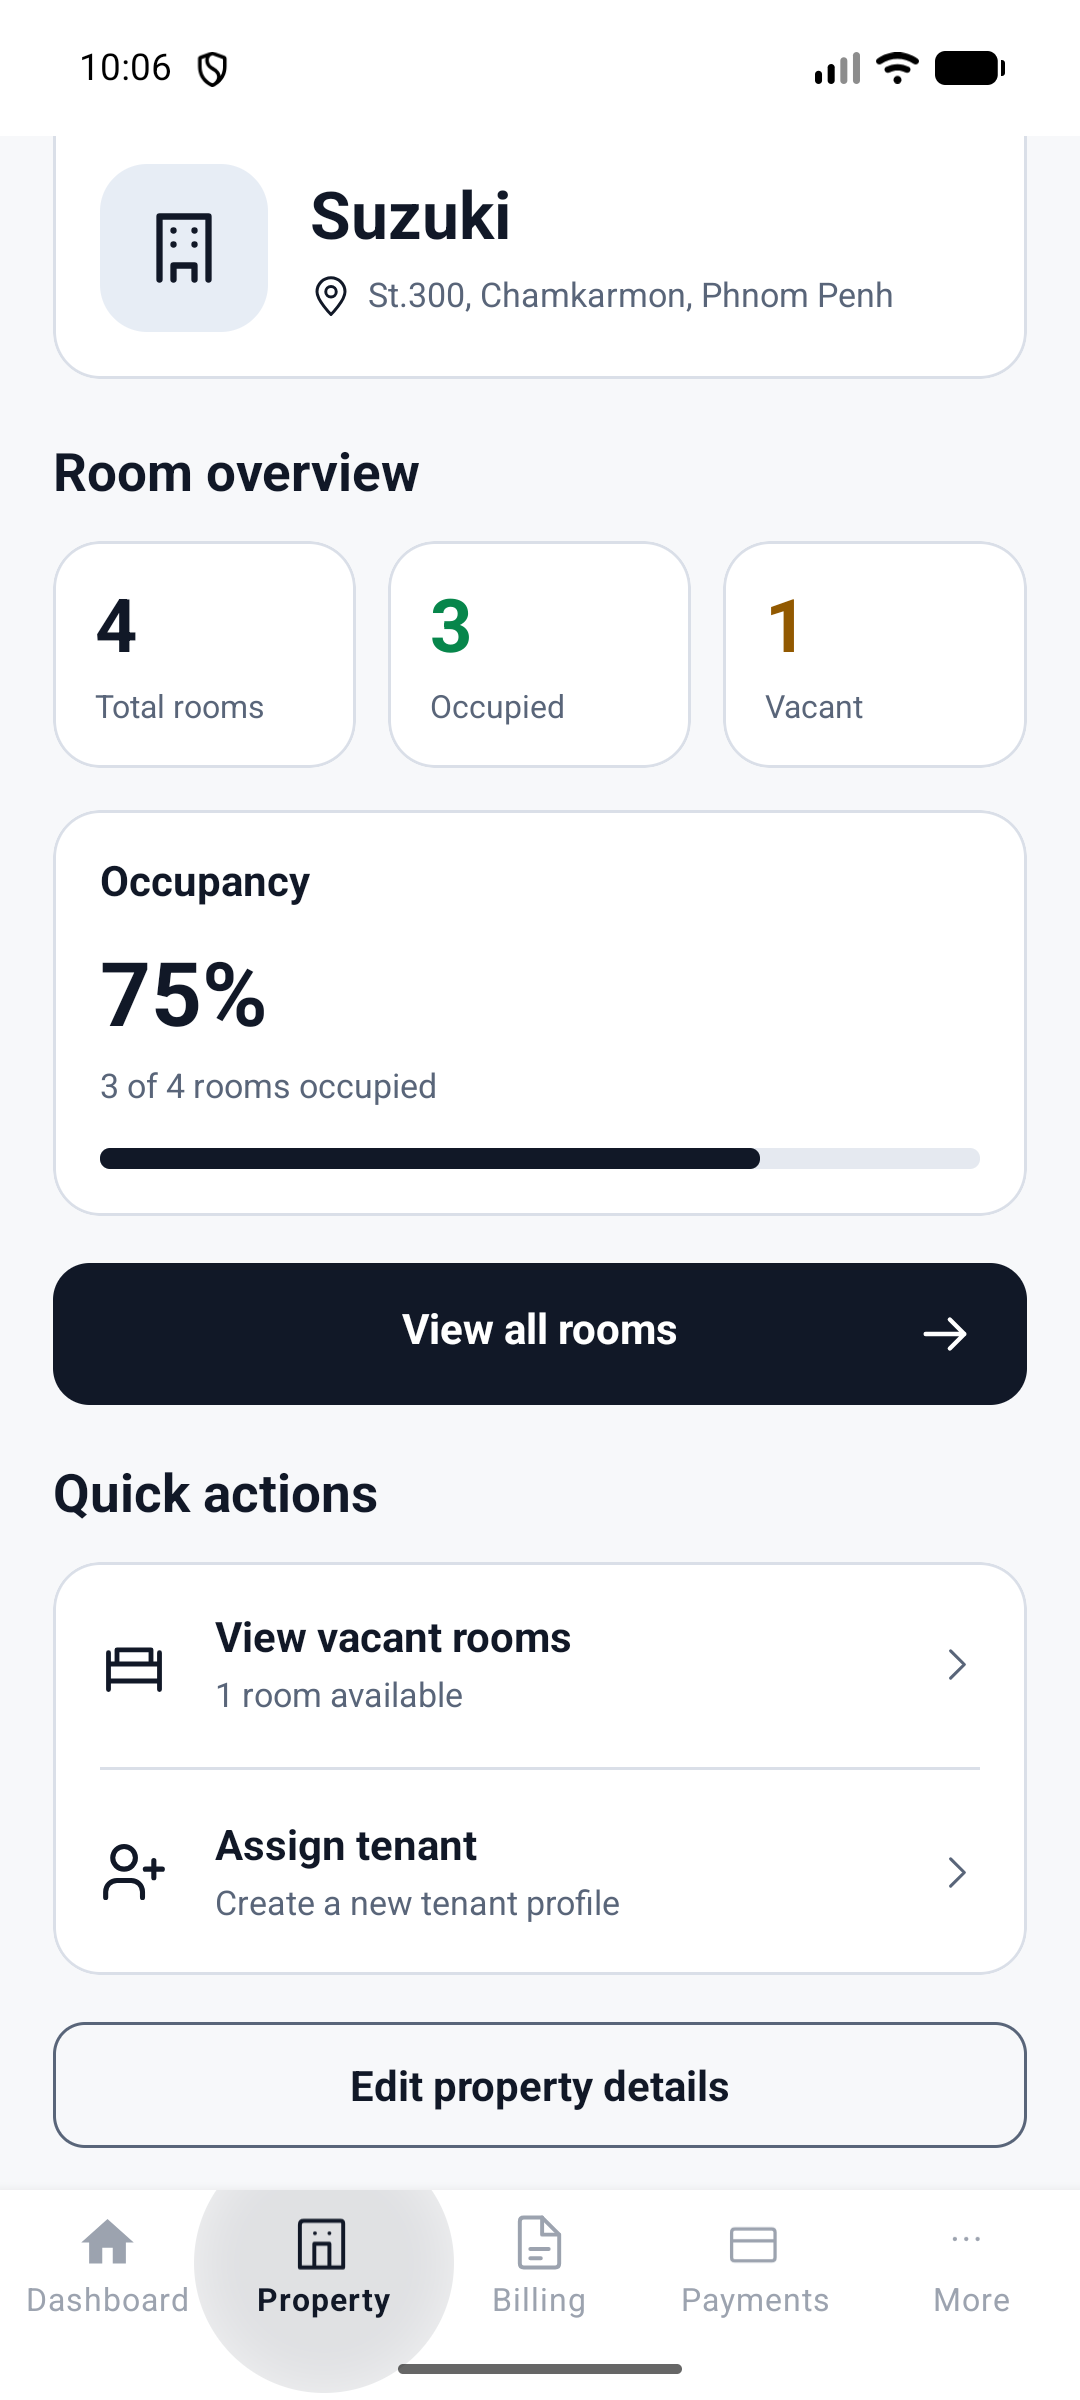 10:06
Suzuki
St.300, Chamkarmon, Phnom Penh
Room overview
4
Total rooms
3
Occupied
1
Vacant
Occupancy
75%
3 of 4 rooms occupied
View all rooms
Quick actions
View vacant rooms
1 room available
Assign tenant
Create a new tenant profile
Edit property details
Dashboard
Property
Billing
Payments
More